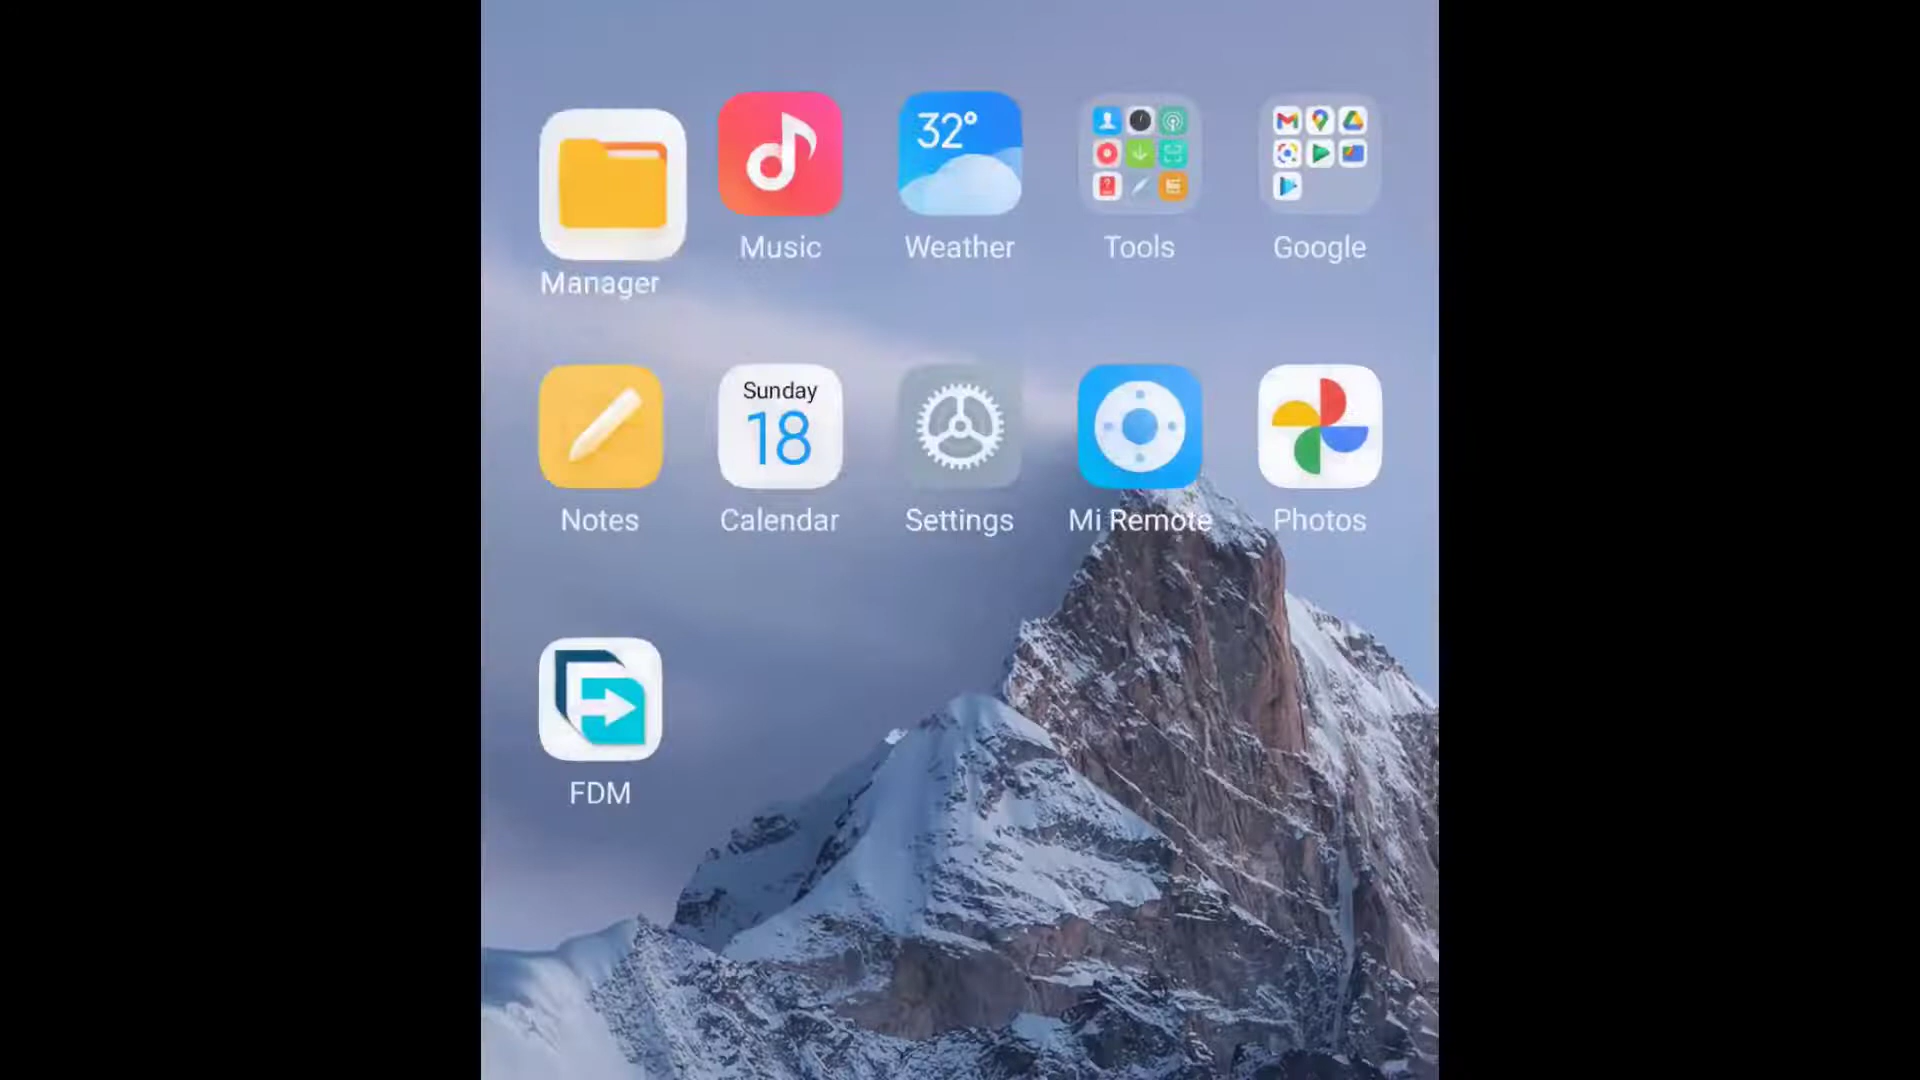 32°
Manager
Music
Weather
Tools
Google
Sunday
18
Notes
Calendar
Settings
Mi Remote
Photos
FDM